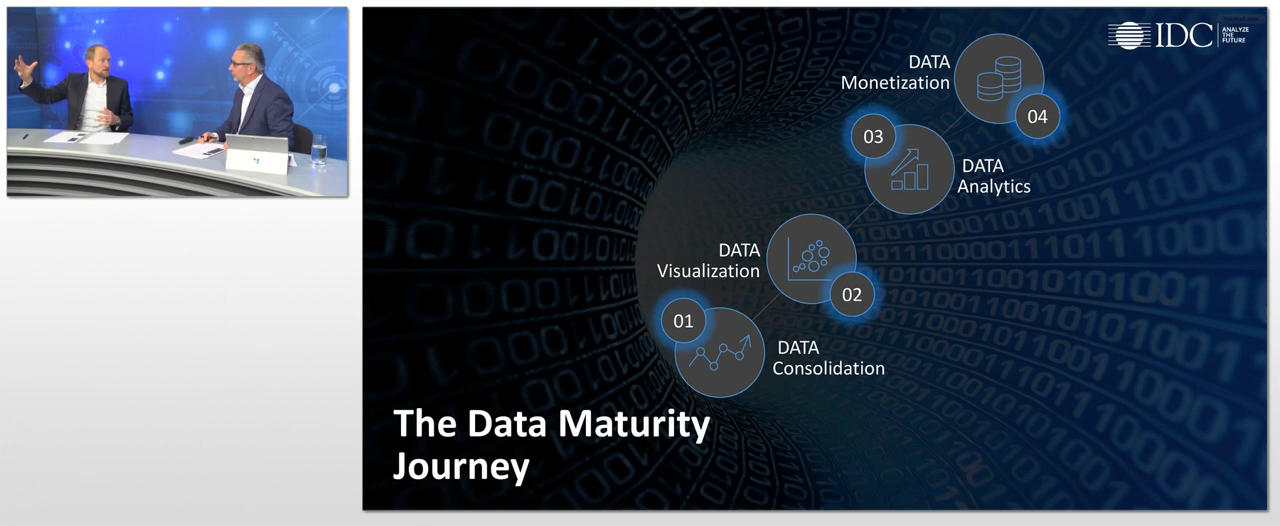 IDC
ANALYZE
THE
FUTURE
DATA
Monetization
04
03
DATA
Analytics
DATA
Visualization
02
01
DATA
Consolidation
The Data Maturity
Journey